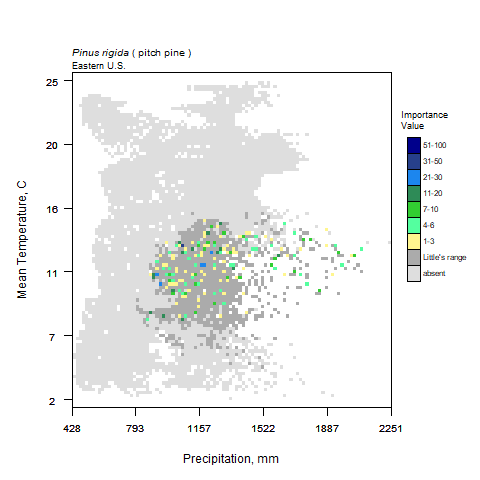 Pinus rigida ( pitch pine )
Eastern U.S.
25
20
16
11
7
2
Mean Temperature, C
428 793 1157 1522 1887 2251
Precipitation, mm
Importance
Value
51-100
31-50
21-30
11-20
7-10
4-6
1-3
Little's range
absent